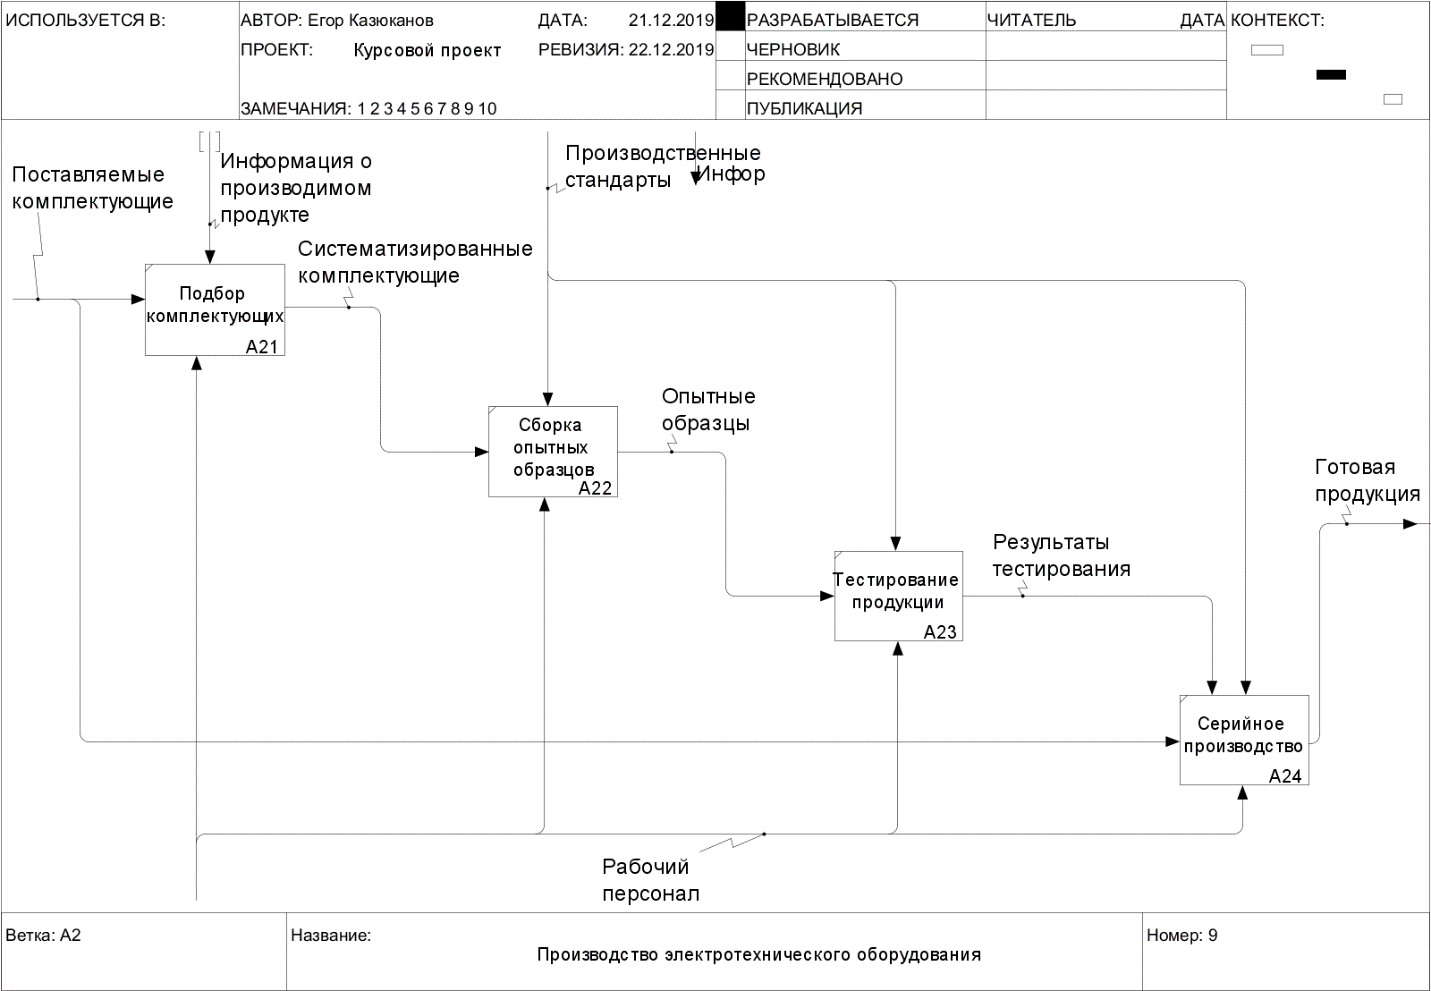 ИСПОЛЬЗУЕТСЯ В:
АВТОР: Егор Казюканов
ДАТА: 21.12.2019
РАЗРАБАТЫВАЕТСЯ
ЧИТАТЕЛЬ
ДАТА
КОНТЕКСТ:
ПРОЕКТ: Курсовой проект
РЕВИЗИЯ: 22.12.2019
ЧЕРНОВИК
РЕКОМЕНДОВАНО
ЗАМЕЧАНИЯ: 1 2 3 4 5 6 7 8 9 10
ПУБЛИКАЦИЯ
Поставляемые
комплектующие
Информация о
производимом
продукте
Производственные
стандарты
Инфор
Систематизированные
комплектующие
Подбор
комплектующих
A21
Опытные
образцы
Сборка
опытных
образцов
A22
Готовая
продукция
Результаты
тестирования
Тестирование
продукции
A23
Серийное
производство
A24
Рабочий
персонал
Ветка: A2
Название:
Производство электротехнического оборудования
Номер: 9